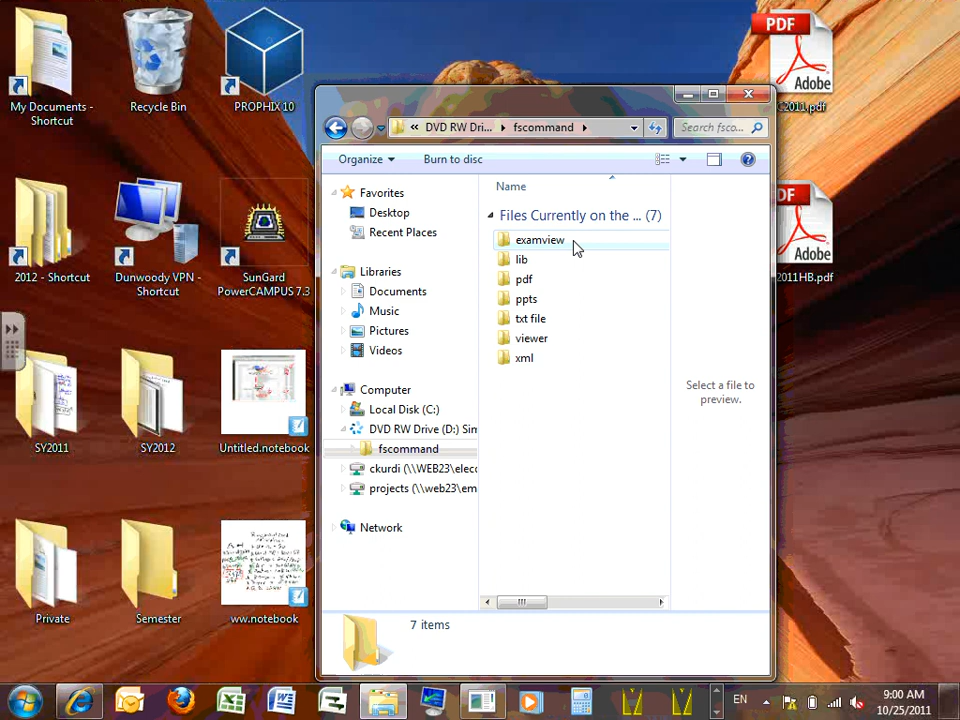 My Documents -
Shortcut
Recycle Bin
PROPHIX 10
2012 - Shortcut
Dunwoody VPN -
Shortcut
SunGard
PowerCAMPUS 7.3
SY2011
SY2012
Untitled.notebook
Private
Semester
ww.notebook
« DVD RW Dri... fscommand
Search fsco...
Organize
Burn to disc
Favorites
Desktop
Recent Places
Libraries
Documents
Music
Pictures
Videos
Computer
Local Disk (C:)
DVD RW Drive (D:) Sim
fscommand
ckurdi (\\WEB23\elecc
projects (\\web23\em
Network
Name
Files Currently on the ... (7)
examview
lib
pdf
ppts
txt file
viewer
xml
Select a file to
preview.
7 items
PDF
Adobe
2011.pdf
Adobe
2011HB.pdf
EN
9:00 AM
10/25/2011